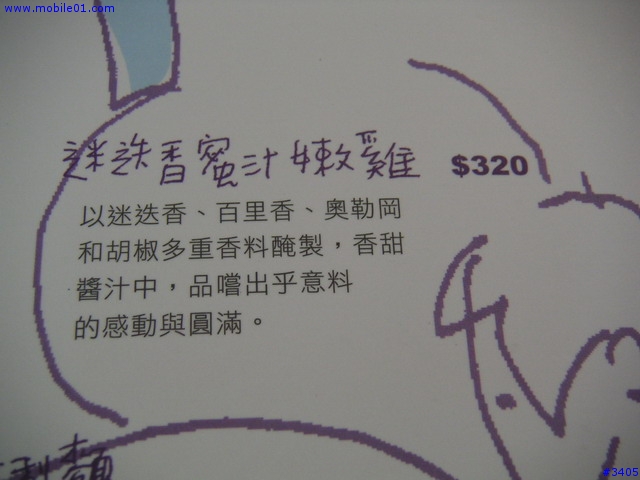 www.mobile01.com
迷迭香蜜汁嫩雞 $320
以迷迭香、百里香、奧勒岡
和胡椒多重香料醃製，香甜
醬汁中，品嚐出乎意料
的感動與圓滿。
#3405